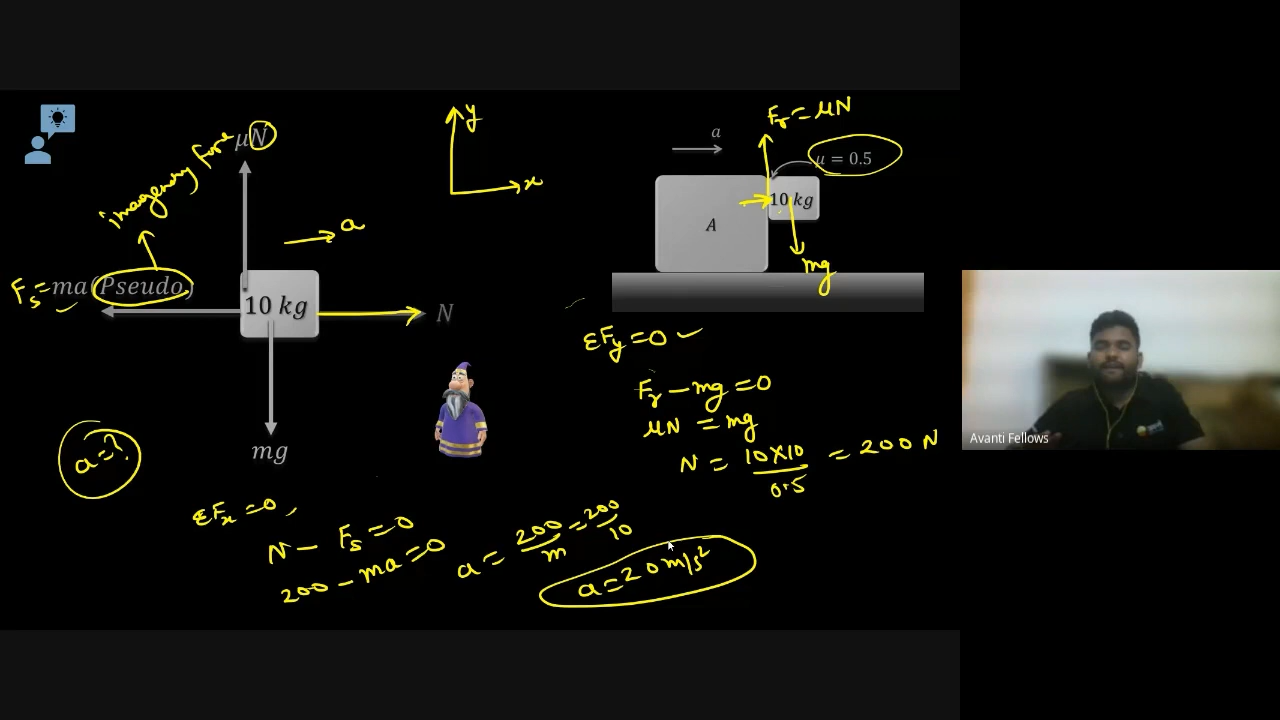 μN
imagenary force
Fs = ma(Pseudo)
a
10 kg
N
mg
a=?
y
x
Fr = μN
a
μ = 0.5
10 kg
A
mg
ΣFy = 0
Fr − mg = 0
μN = mg
N = 10×10/0.5 = 200 N
ΣFx = 0
N − Fs = 0
200 − ma = 0
a = 200/m = 200/10
a = 20 m/s²
Avanti Fellows